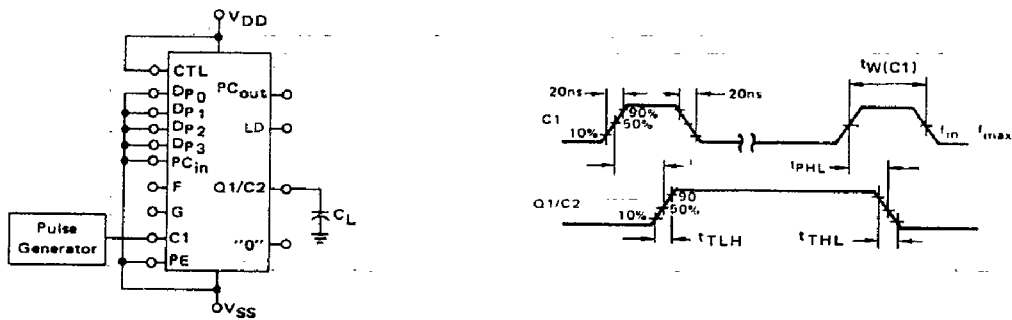 VDD
CTL
DP0
DP1
DP2
DP3
PCin
F
G
C1
PE
PCout
LD
Q1/C2
"0"
CL
Pulse
Generator
VSS
tW(C1)
20ns
20ns
C1
90%
50%
10%
fin
fmax
tPHL
Q1/C2
90
50%
10%
tTLH
tTHL